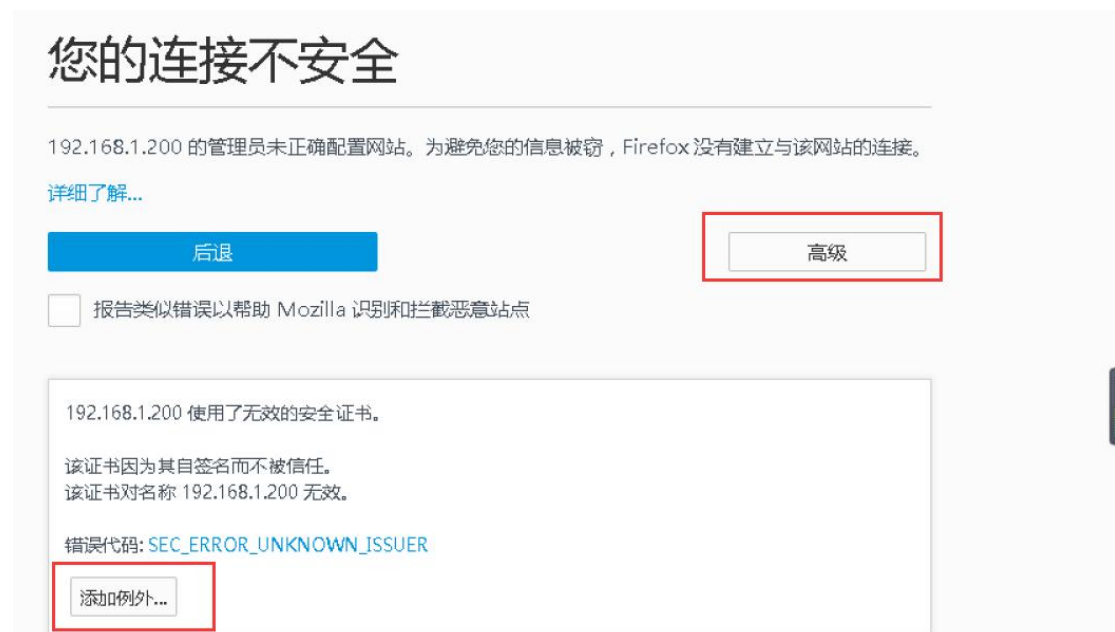 您的连接不安全
192.168.1.200 的管理员未正确配置网站。为避免您的信息被窃，Firefox 没有建立与该网站的连接。
详细了解...
后退
高级
报告类似错误以帮助 Mozilla 识别和拦截恶意站点
192.168.1.200 使用了无效的安全证书。
该证书因为其自签名而不被信任。
该证书对名称 192.168.1.200 无效。
错误代码: SEC_ERROR_UNKNOWN_ISSUER
添加例外...